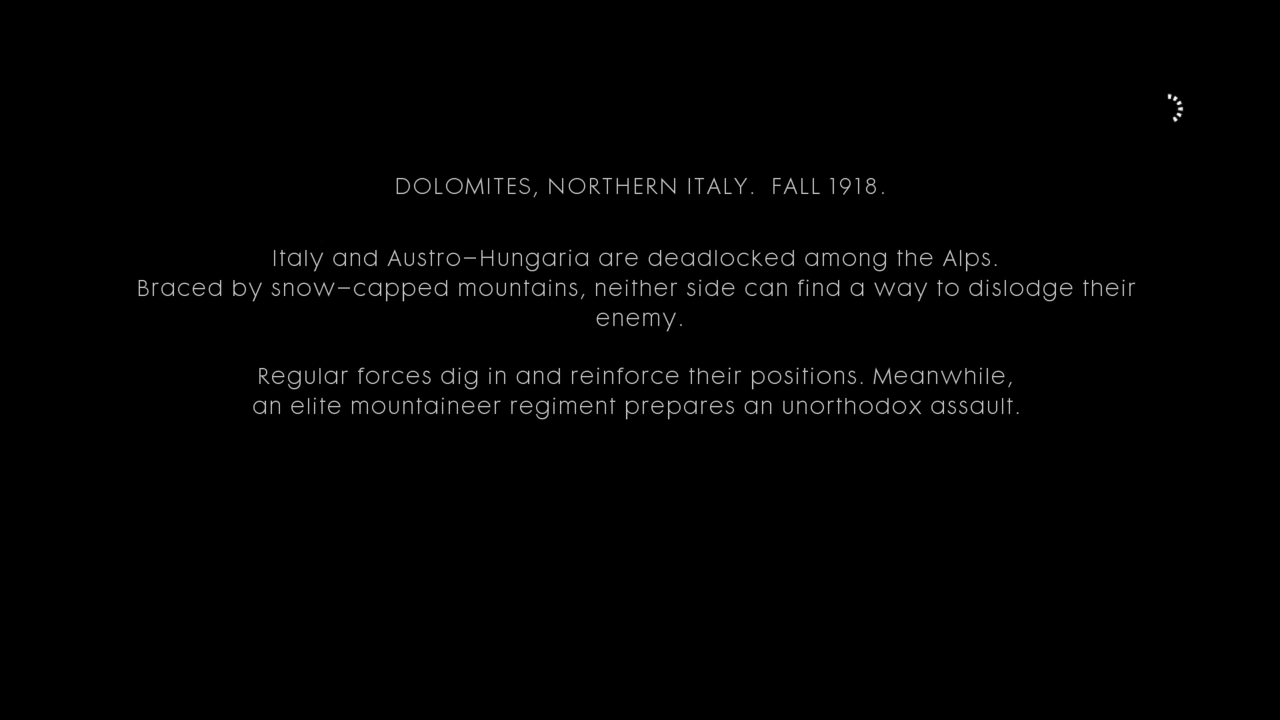 DOLOMITES, NORTHERN ITALY. FALL 1918.
Italy and Austro-Hungaria are deadlocked among the Alps.
Braced by snow-capped mountains, neither side can find a way to dislodge their
enemy.
Regular forces dig in and reinforce their positions. Meanwhile,
an elite mountaineer regiment prepares an unorthodox assault.